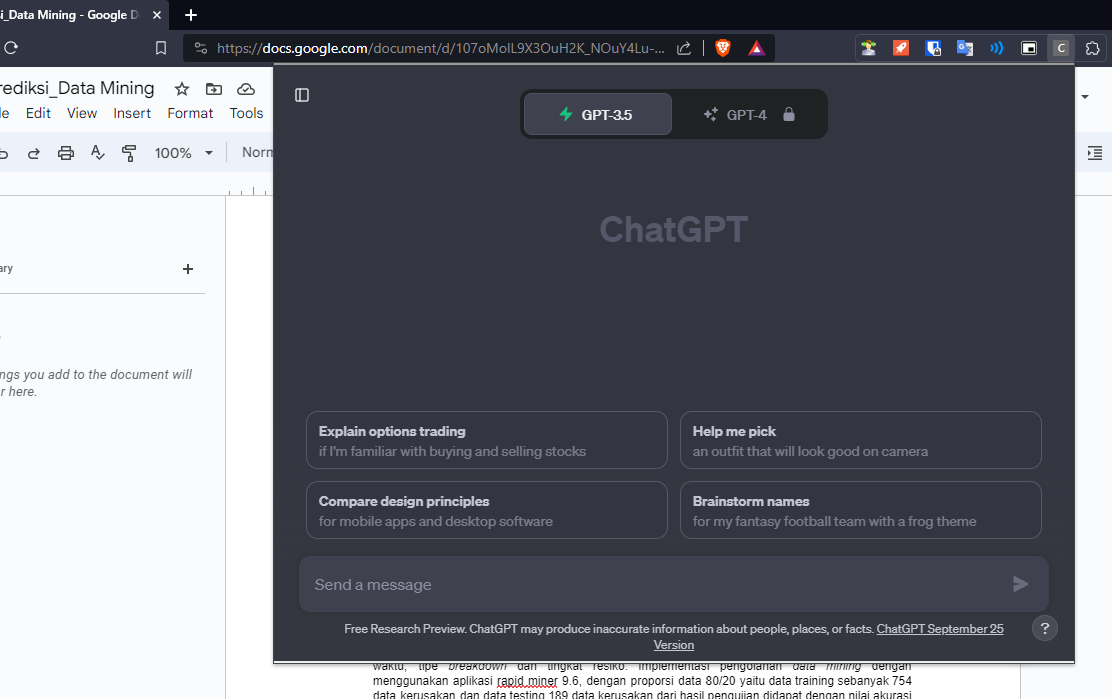 i_Data Mining - Google D
https://docs.google.com/document/d/107oMoIL9X3OuH2K_NOuY4Lu-...
C
rediksi_Data Mining
le Edit View Insert Format Tools
100% Norm
GPT-3.5 GPT-4
ChatGPT
ary
ngs you add to the document will
r here.
Explain options trading
if I'm familiar with buying and selling stocks
Help me pick
an outfit that will look good on camera
Compare design principles
for mobile apps and desktop software
Brainstorm names
for my fantasy football team with a frog theme
Send a message
Free Research Preview. ChatGPT may produce inaccurate information about people, places, or facts. ChatGPT September 25
Version
?
waktu, tipe breakdown dan tingkat resiko. Implementasi pengolahan data mining dengan
menggunakan aplikasi rapid miner 9.6, dengan proporsi data 80/20 yaitu data training sebanyak 754
data kerusakan dan data testing 189 data kerusakan dari hasil pengujian didapat dengan nilai akurasi